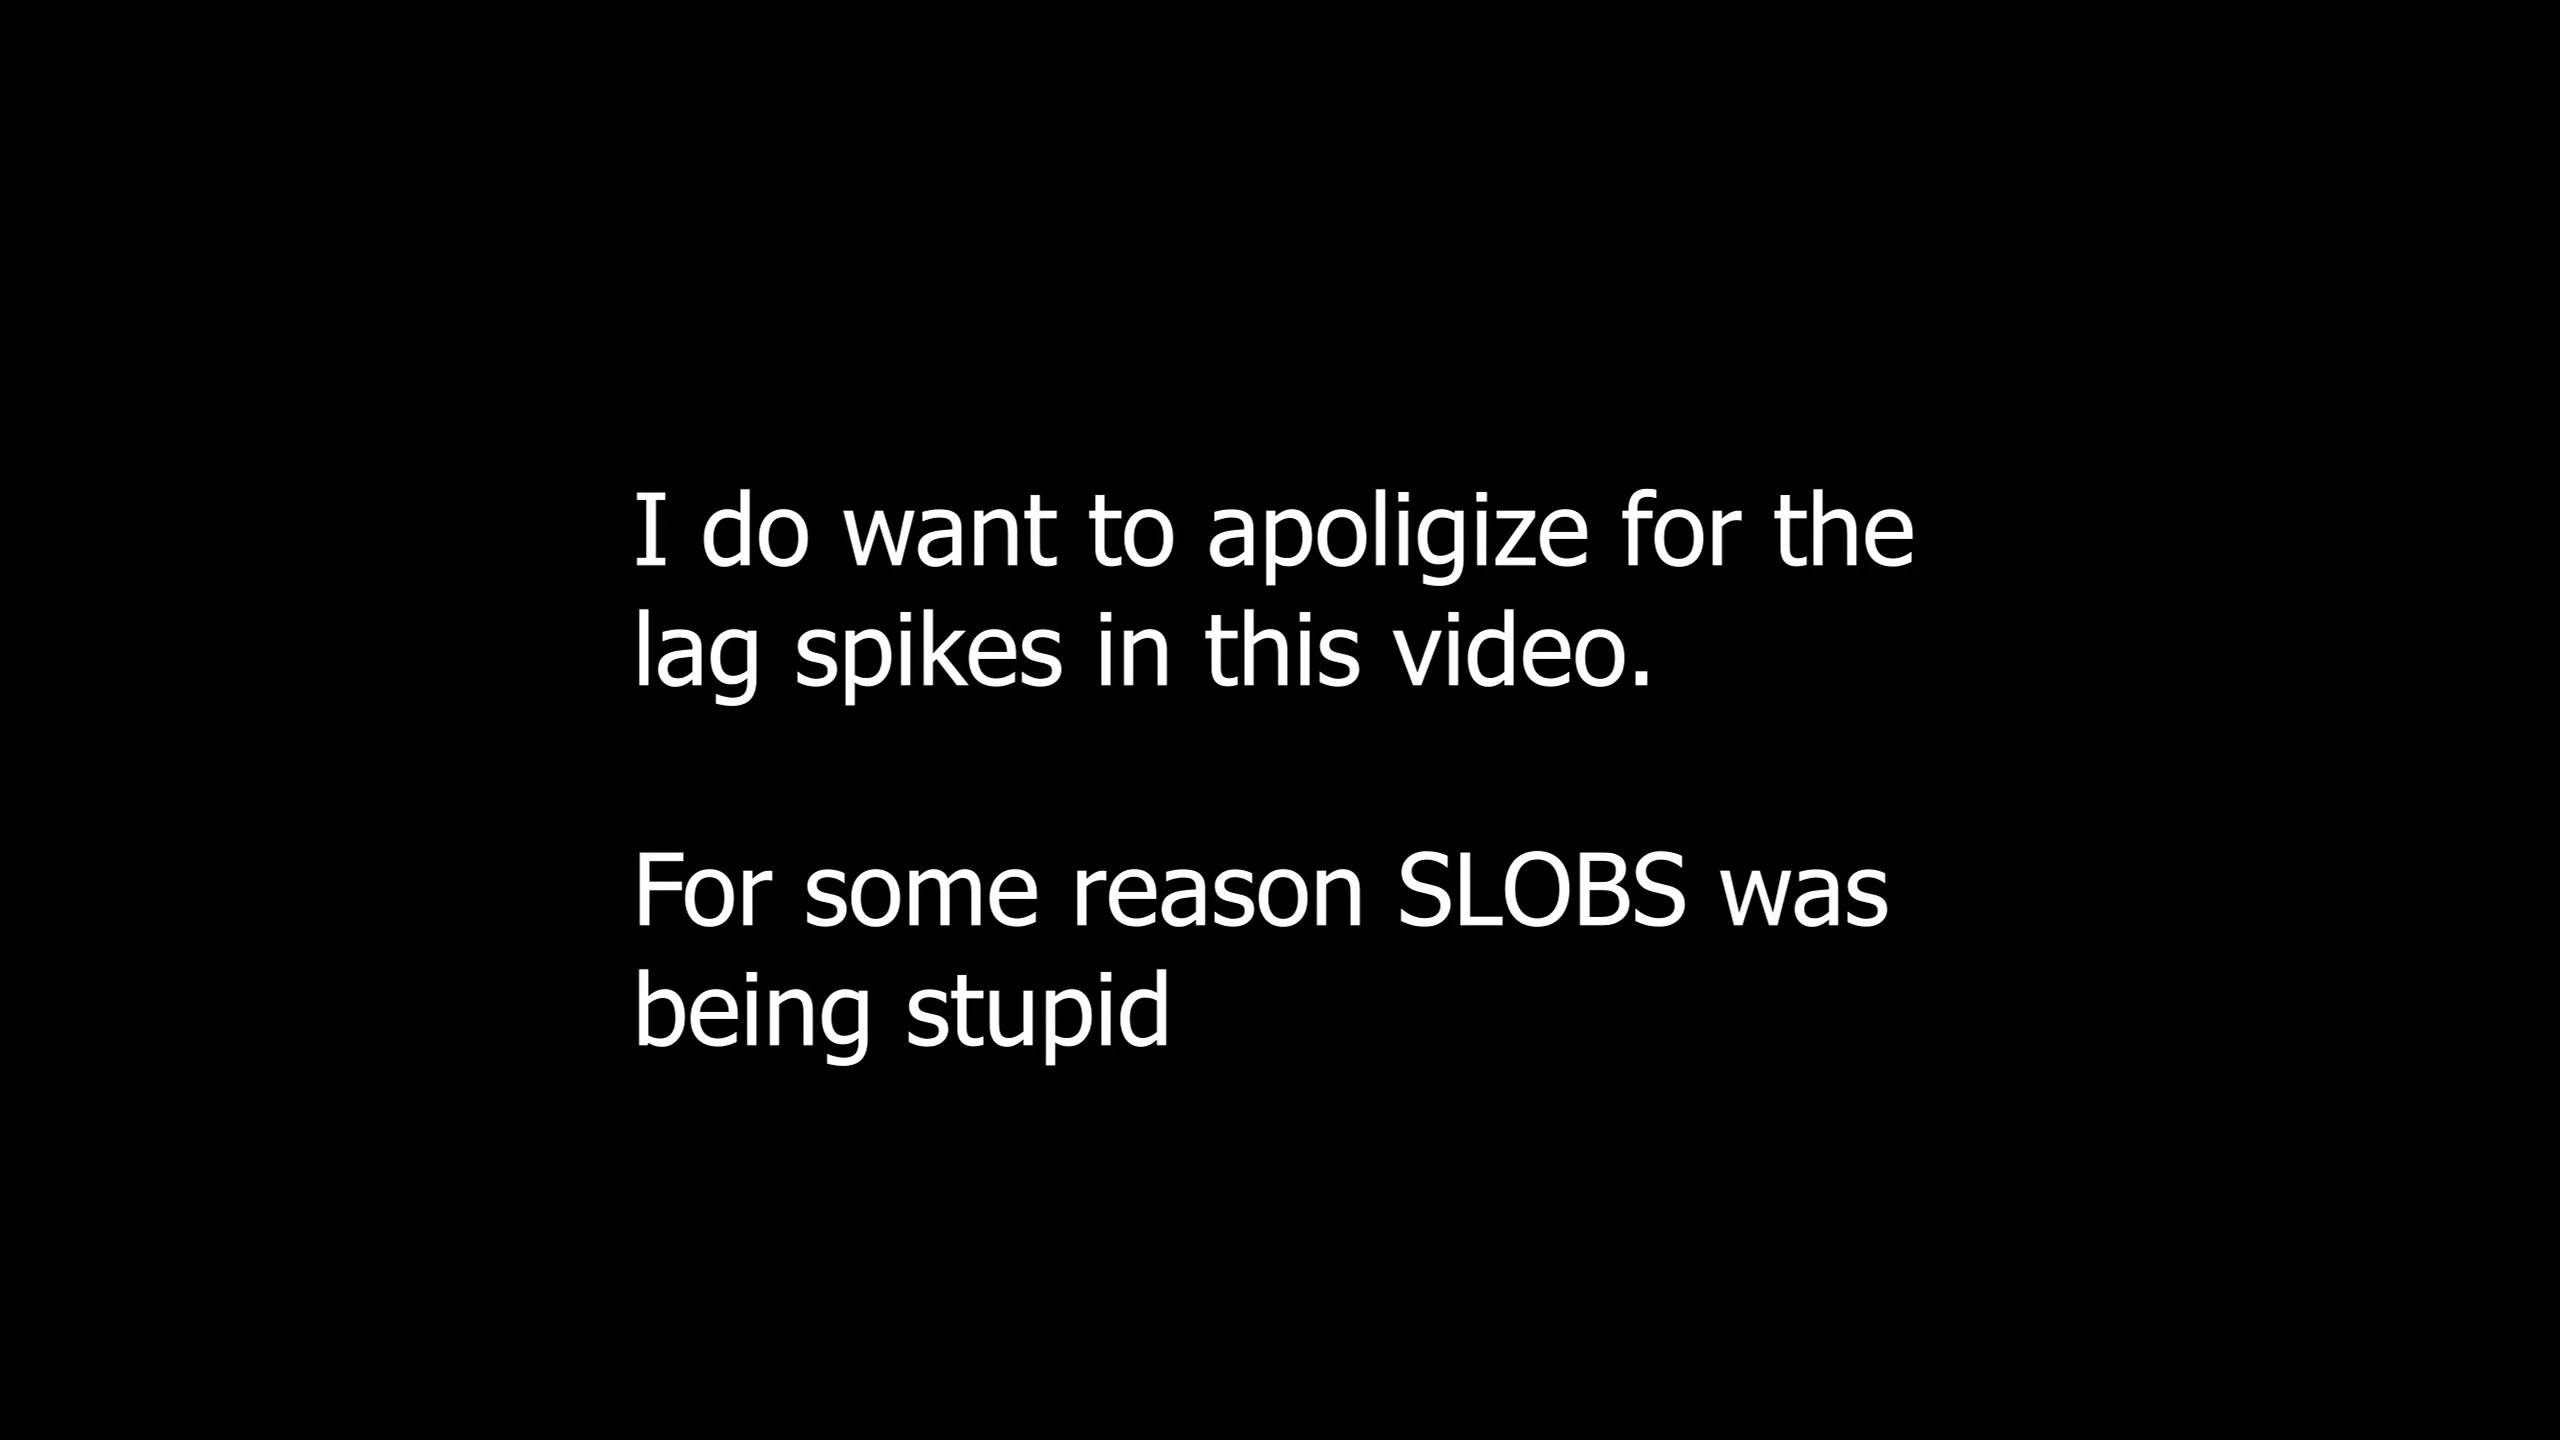 I do want to apoligize for the
lag spikes in this video.
For some reason SLOBS was
being stupid